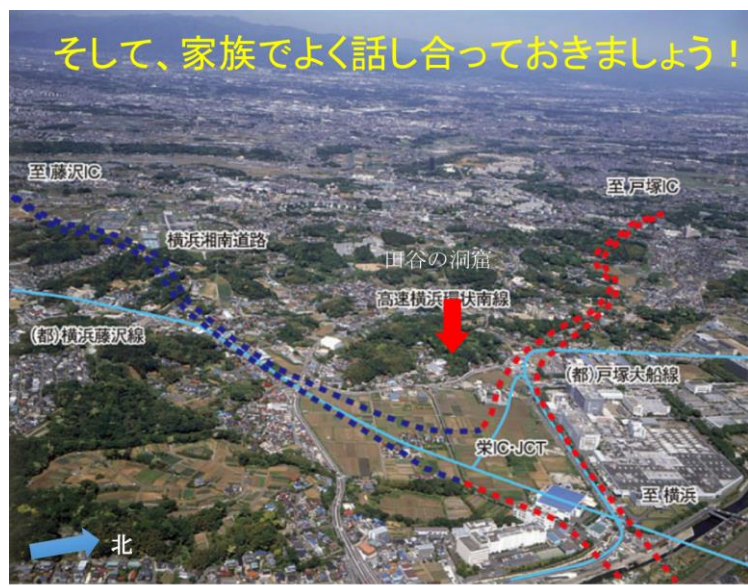 そして、家族でよく話し合っておきましょう！
至 藤沢IC
至 戸塚IC
横浜湘南道路
田谷の洞窟
高速横浜環状南線
(都)横浜藤沢線
(都)戸塚大船線
栄IC・JCT
至 横浜
北